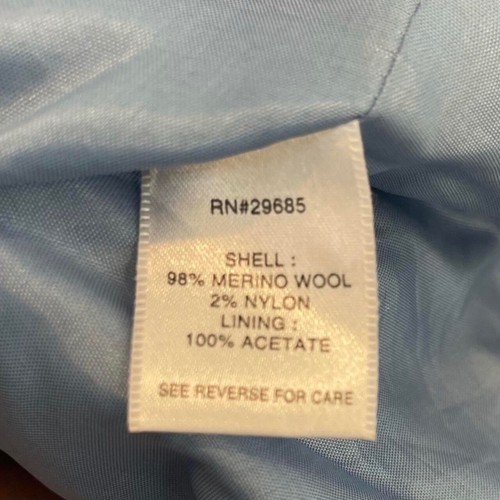 RN#29685
SHELL :
98% MERINO WOOL
2% NYLON
LINING :
100% ACETATE
SEE REVERSE FOR CARE